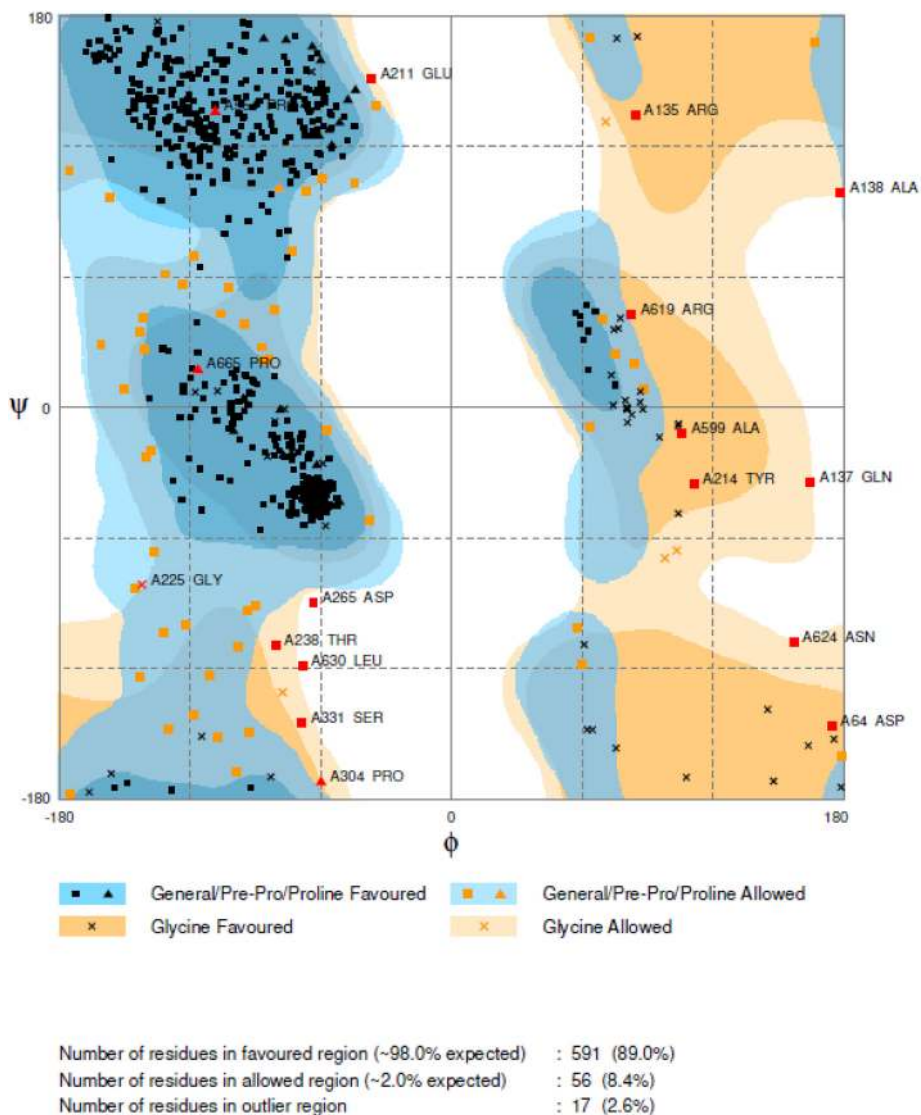 180
A211 GLU
A135 ARG
A138 ALA
A619 ARG
A665 PRO
ψ
0
A599 ALA
A214 TYR
A137 GLN
A225 GLY
A265 ASP
A238 THR
A630 LEU
A624 ASN
A331 SER
A64 ASP
A304 PRO
-180
-180
0
180
ϕ
General/Pre-Pro/Proline Favoured
General/Pre-Pro/Proline Allowed
Glycine Favoured
Glycine Allowed
Number of residues in favoured region (~98.0% expected) : 591 (89.0%)
Number of residues in allowed region (~2.0% expected) : 56 (8.4%)
Number of residues in outlier region : 17 (2.6%)